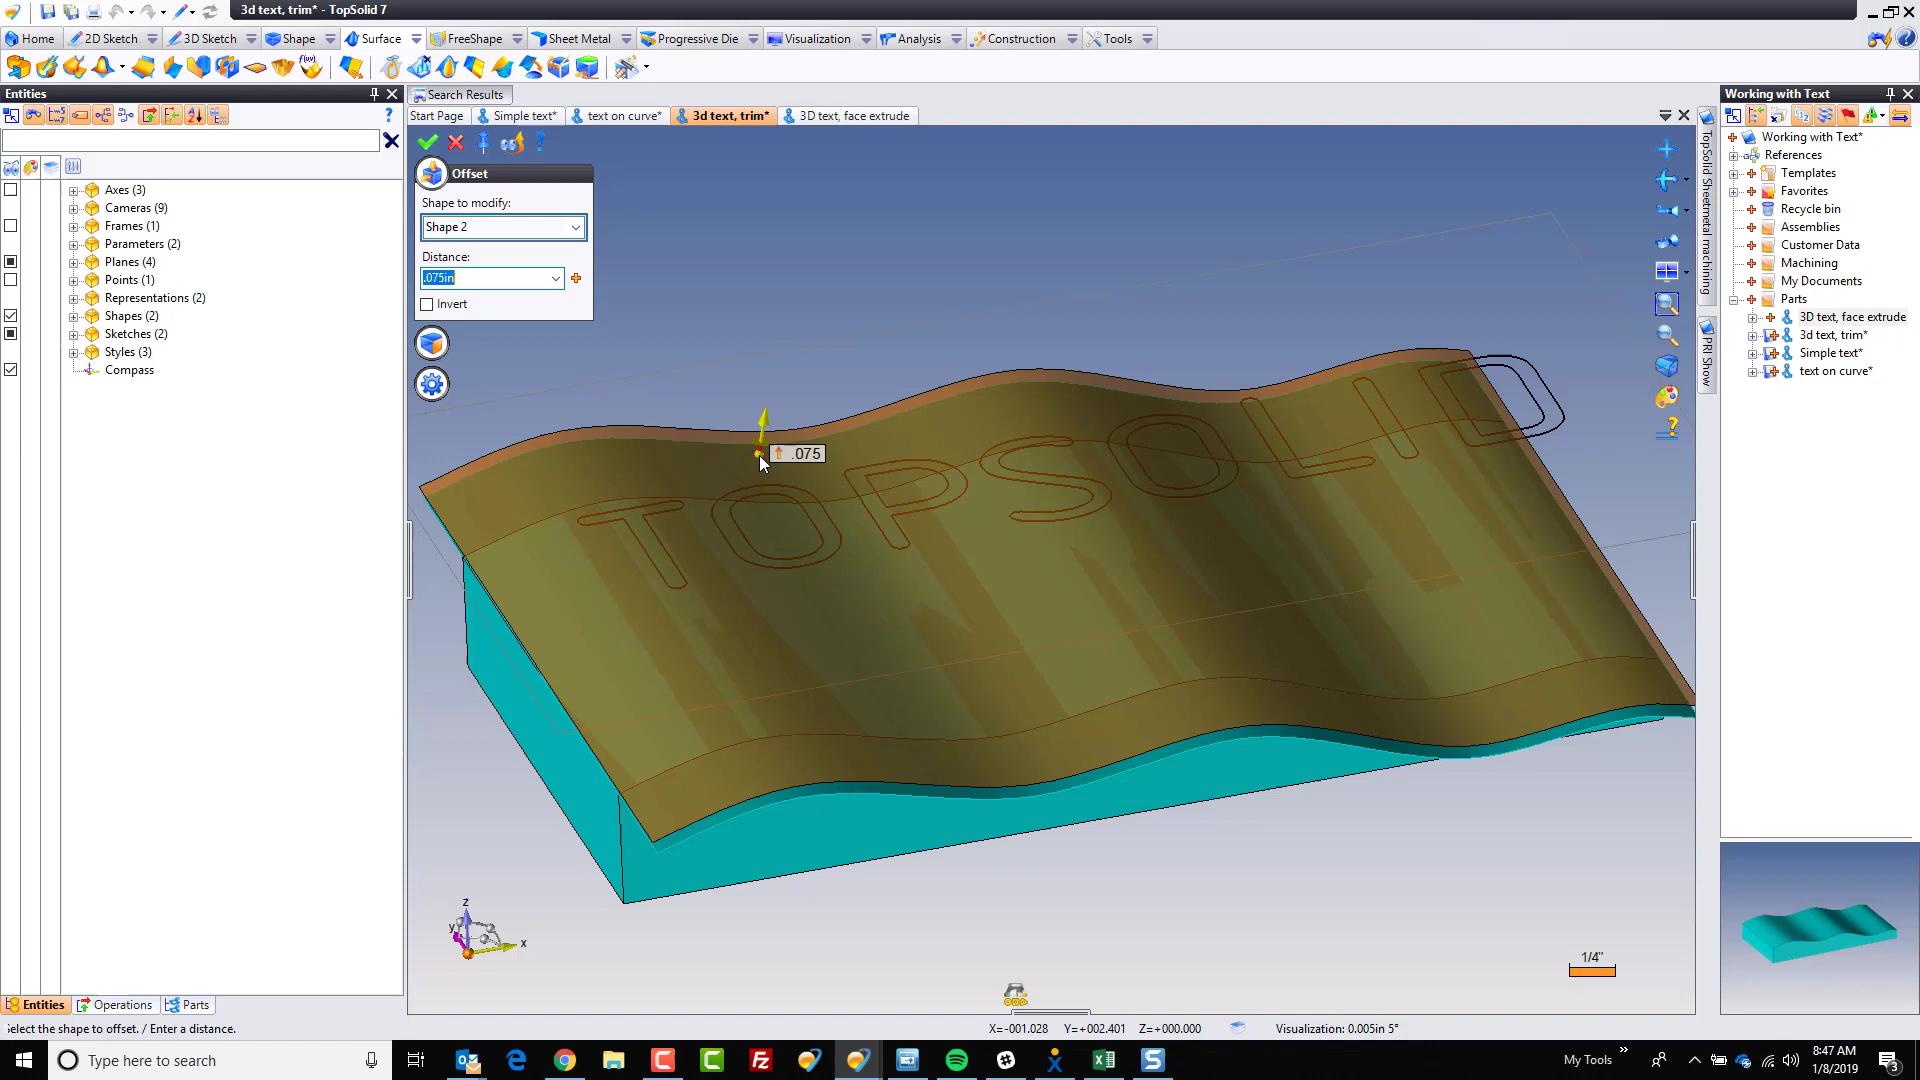 3d text, trim* - TopSolid 7
Home 2D Sketch 3D Sketch Shape Surface FreeShape Sheet Metal Progressive Die Visualization Analysis Construction Tools
Entities
Search Results
Working with Text
Start Page Simple text* text on curve* 3d text, trim* 3D text, face extrude
Offset
Shape to modify:
Shape 2
Distance:
.075in
Invert
Axes (3)
Cameras (9)
Frames (1)
Parameters (2)
Planes (4)
Points (1)
Representations (2)
Shapes (2)
Sketches (2)
Styles (3)
Compass
.075
TOPSOLID
z
y
x
1/4"
TopSolid Sheetmetal machining
PRI Show
Working with Text*
References
Templates
Favorites
Recycle bin
Assemblies
Customer Data
Machining
My Documents
Parts
3D text, face extrude
3d text, trim*
Simple text*
text on curve*
Entities Operations Parts
Select the shape to offset. / Enter a distance.
X=-001.028 Y=+002.401 Z=+000.000 Visualization: 0.005in 5°
Type here to search
My Tools
8:47 AM
1/8/2019
3